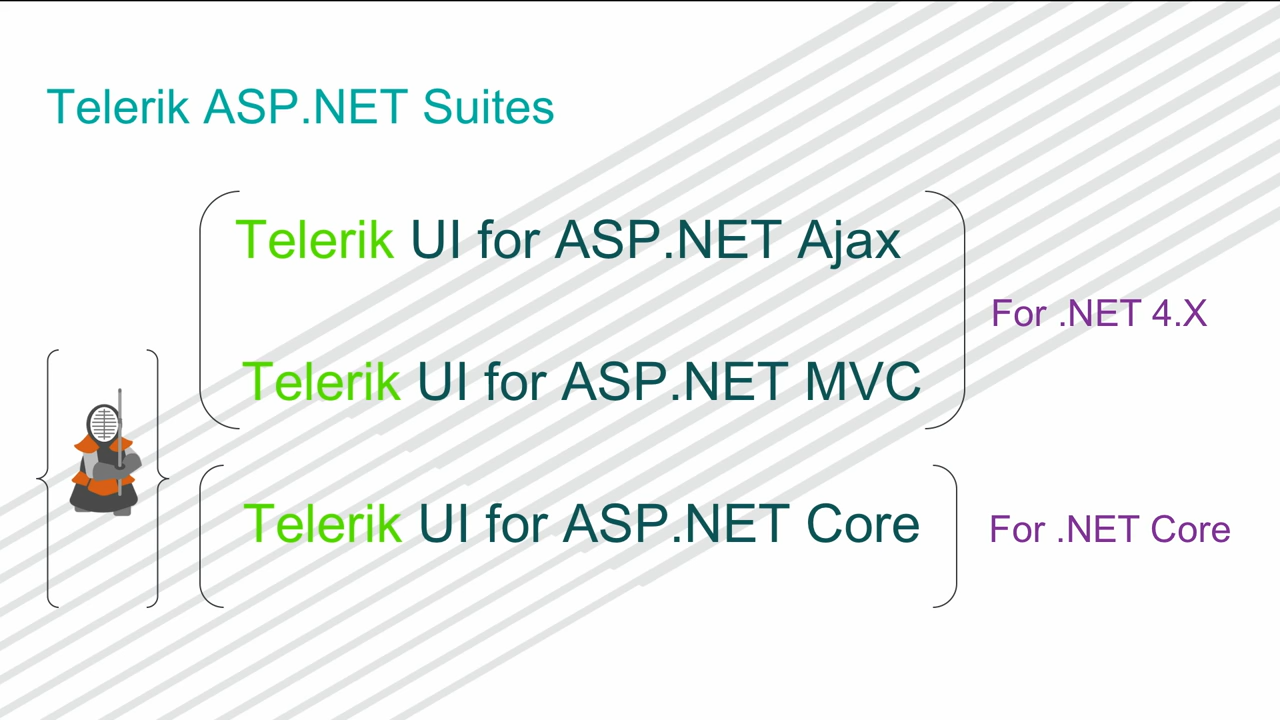 Telerik ASP.NET Suites
Telerik UI for ASP.NET Ajax
For .NET 4.X
Telerik UI for ASP.NET MVC
Telerik UI for ASP.NET Core
For .NET Core